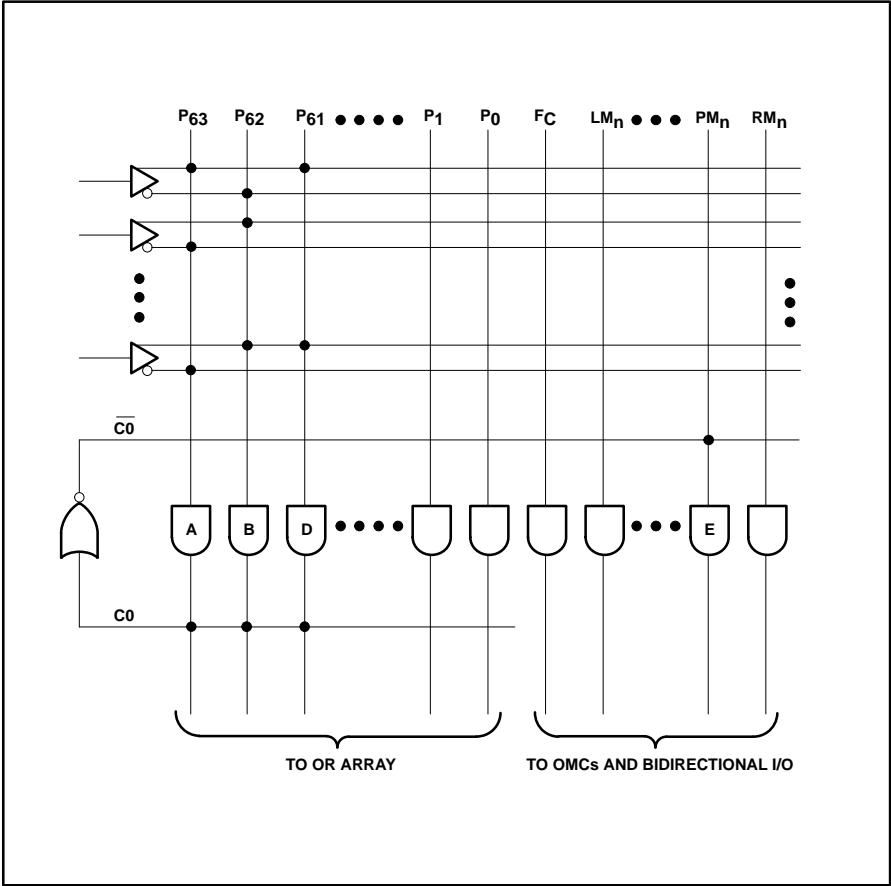 P63 P62 P61 P1 P0 FC LMn PMn RMn
C0
A B D E
C0
TO OR ARRAY TO OMCs AND BIDIRECTIONAL I/O